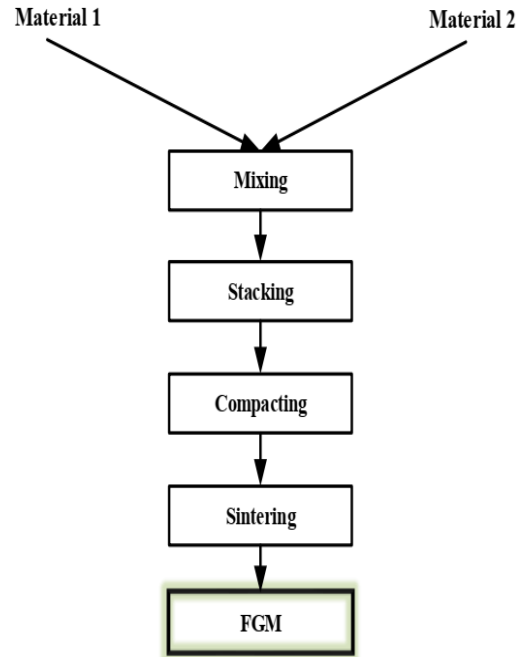 Material 1
Material 2
Mixing
Stacking
Compacting
Sintering
FGM